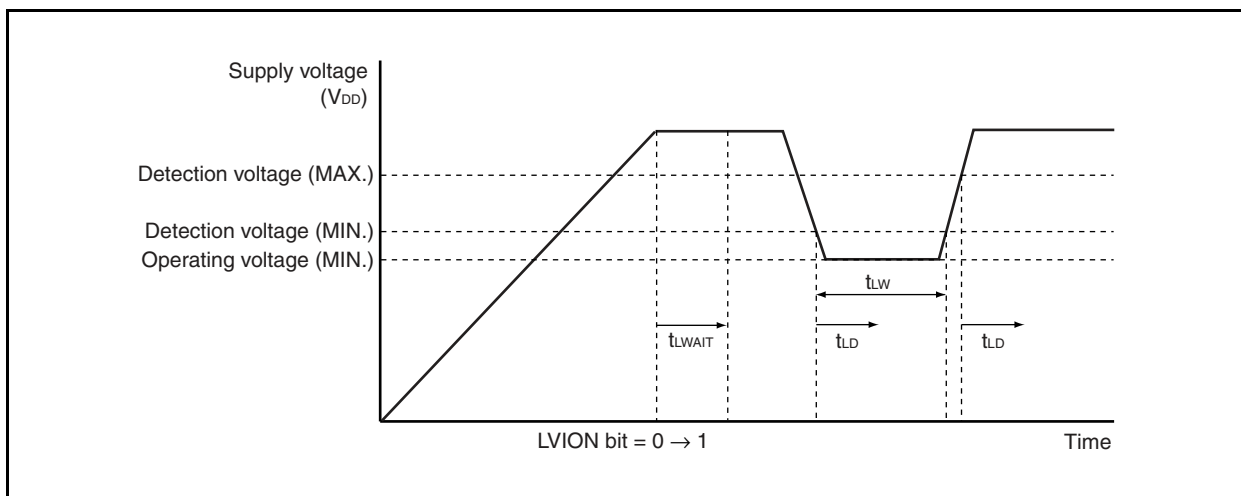 Supply voltage
(VDD)
Detection voltage (MAX.)
Detection voltage (MIN.)
Operating voltage (MIN.)
tLW
tLWAIT
tLD
tLD
LVION bit = 0 → 1
Time